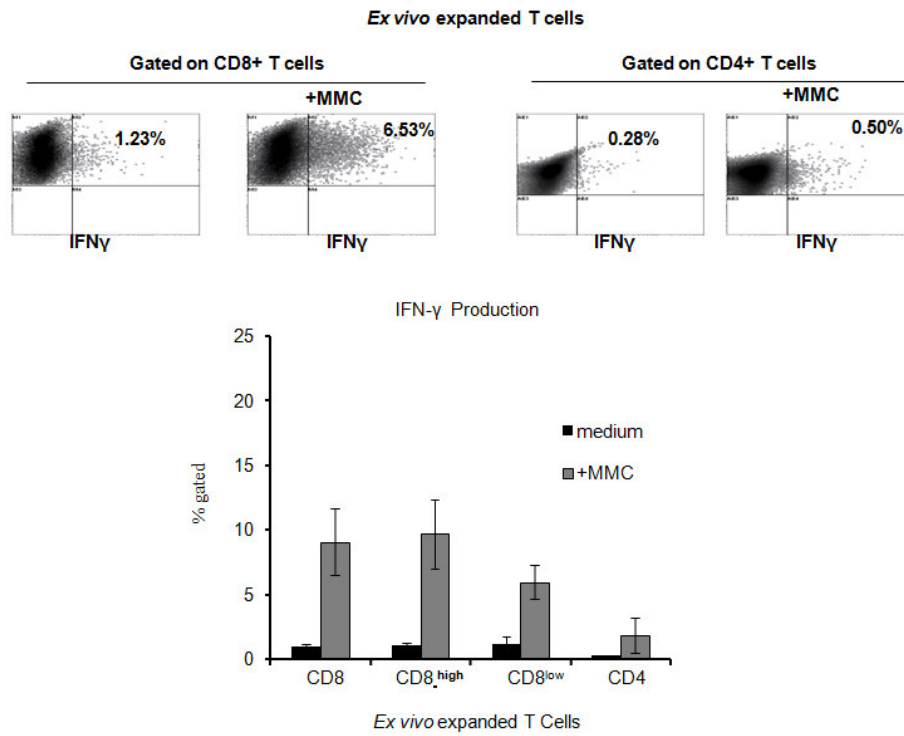 Ex vivo expanded T cells
Gated on CD8+ T cells
Gated on CD4+ T cells
+MMC
+MMC
1.23%
6.53%
0.28%
0.50%
IFNγ
IFNγ
IFNγ
IFNγ
IFN-γ Production
25
20
15
10
5
0
% gated
medium
+MMC
CD8
CD8 high
CD8low
CD4
Ex vivo expanded T Cells